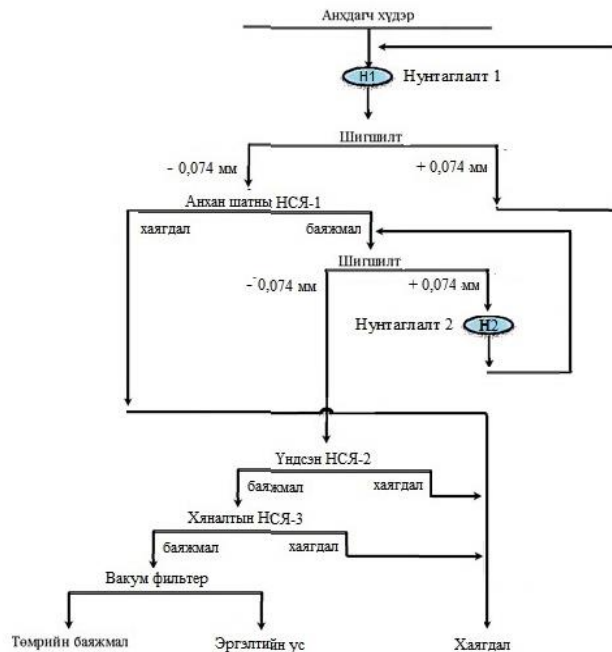 Анхдагч хүдэр
Н1 Нунтаглалт 1
Шигшилт
- 0,074 мм + 0,074 мм
Анхан шатны НСЯ-1
хаягдал баяжмал
Шигшилт
- 0,074 мм + 0,074 мм
Нунтаглалт 2 Н2
Үндсэн НСЯ-2
баяжмал хаягдал
Хяналтын НСЯ-3
баяжмал хаягдал
Вакум фильтер
Төмрийн баяжмал Эргэлтийн ус Хаягдал